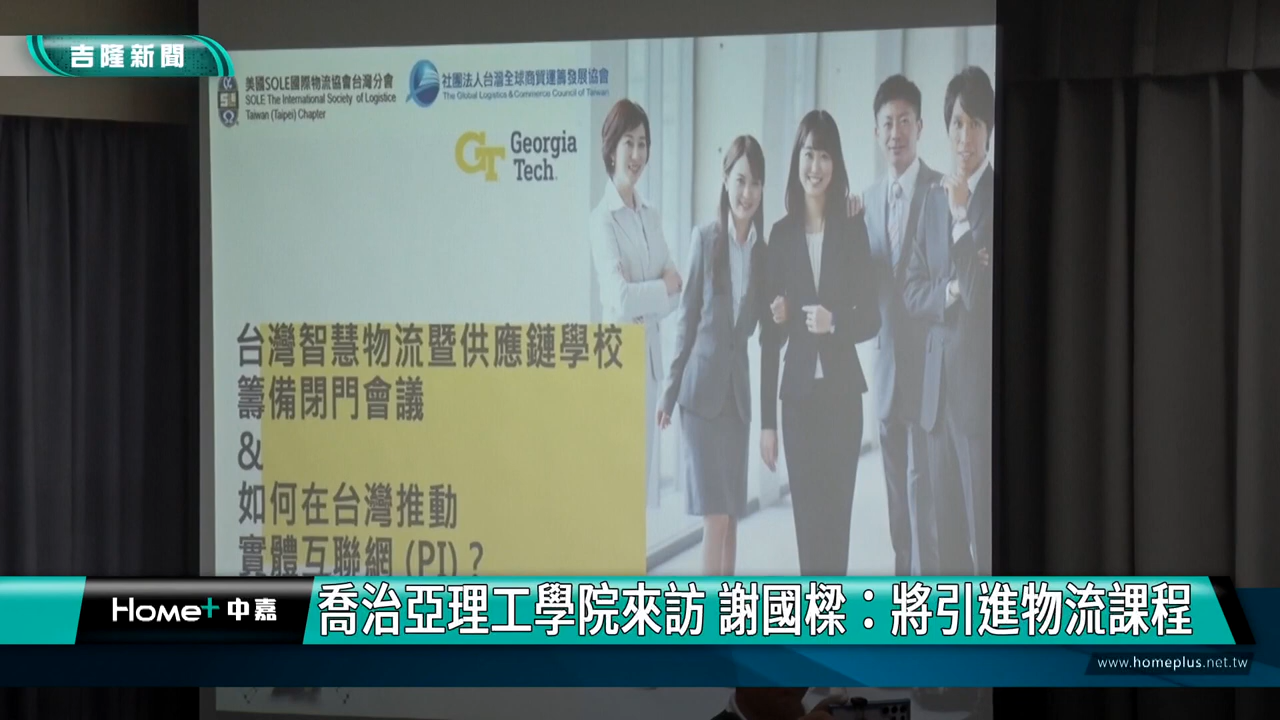 吉隆新聞
美國SOLE國際物流協會台灣分會
SOLE The International Society of Logistics
Taiwan (Taipei) Chapter
社團法人台灣全球商貿運籌發展協會
The Global Logistics & Commerce Council of Taiwan
GT Georgia
Tech
台灣智慧物流暨供應鏈學校
籌備閉門會議
&
如何在台灣推動
實體互聯網 (PI)？
Home+ 中嘉
喬治亞理工學院來訪 謝國樑：將引進物流課程
www.homeplus.net.tw